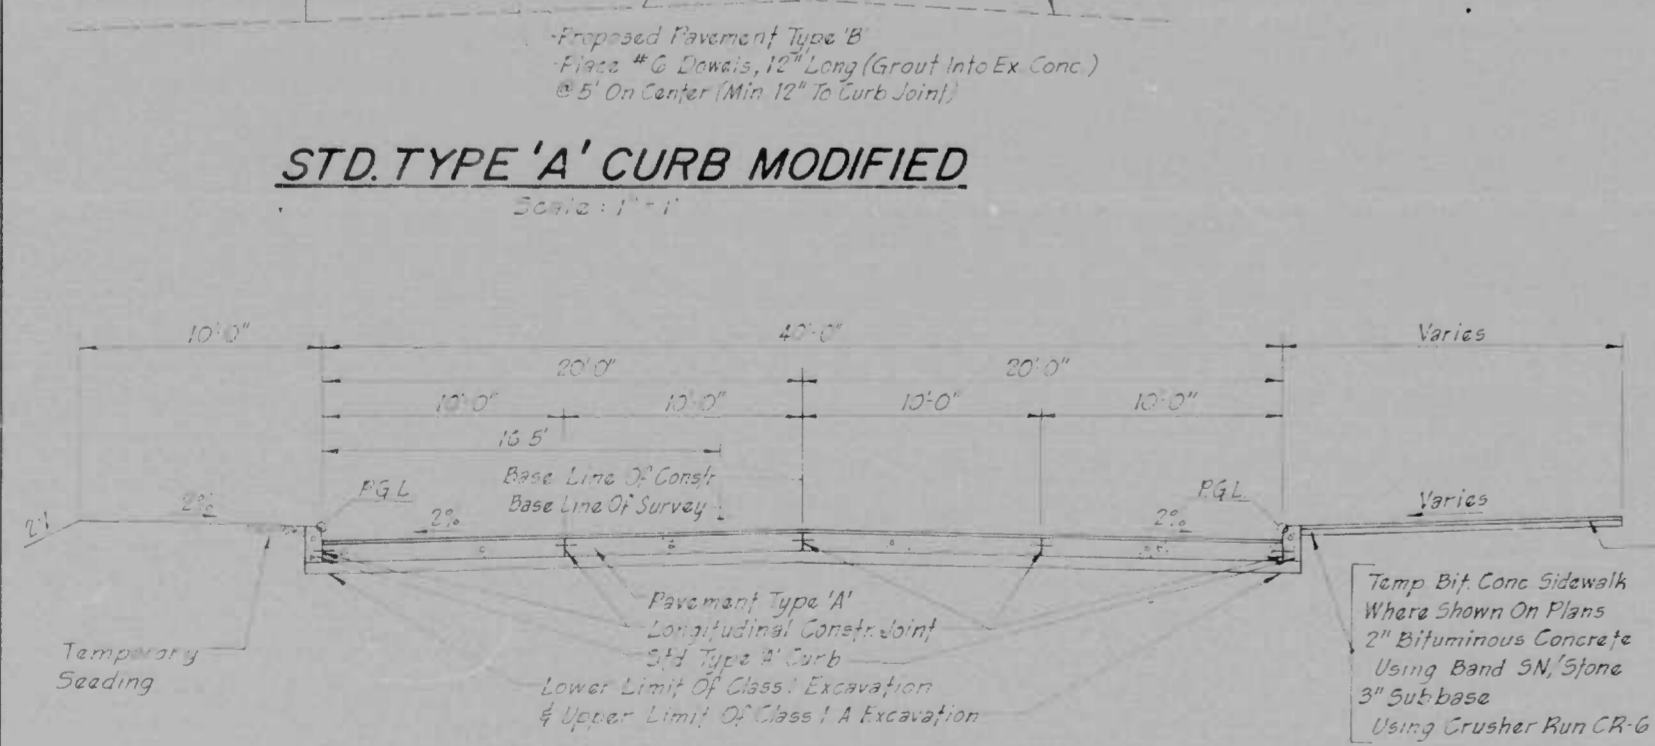 -Proposed Pavement Type 'B'
-Place #6 Dowels, 12" Long (Grout Into Ex. Conc.)
@ 5' On Center (Min. 12" To Curb Joint)
STD. TYPE 'A' CURB MODIFIED
Scale: 1" = 1'
10'-0"
40'-0"
Varies
20'-0"
20'-0"
10'-0"
10'-0"
10'-0"
10'-0"
16.5'
Base Line Of Constr.
Base Line Of Survey
P.G.L.
P.G.L.
2%
2%
2%
Varies
2:1
Pavement Type 'A'
Longitudinal Constr. Joint
Std. Type 'A' Curb
Lower Limit Of Class 1 Excavation
& Upper Limit Of Class 1 A Excavation
Temporary
Seeding
Temp. Bit. Conc. Sidewalk
Where Shown On Plans
2" Bituminous Concrete
Using Band SN, Stone
3" Subbase
Using Crusher Run CR-6